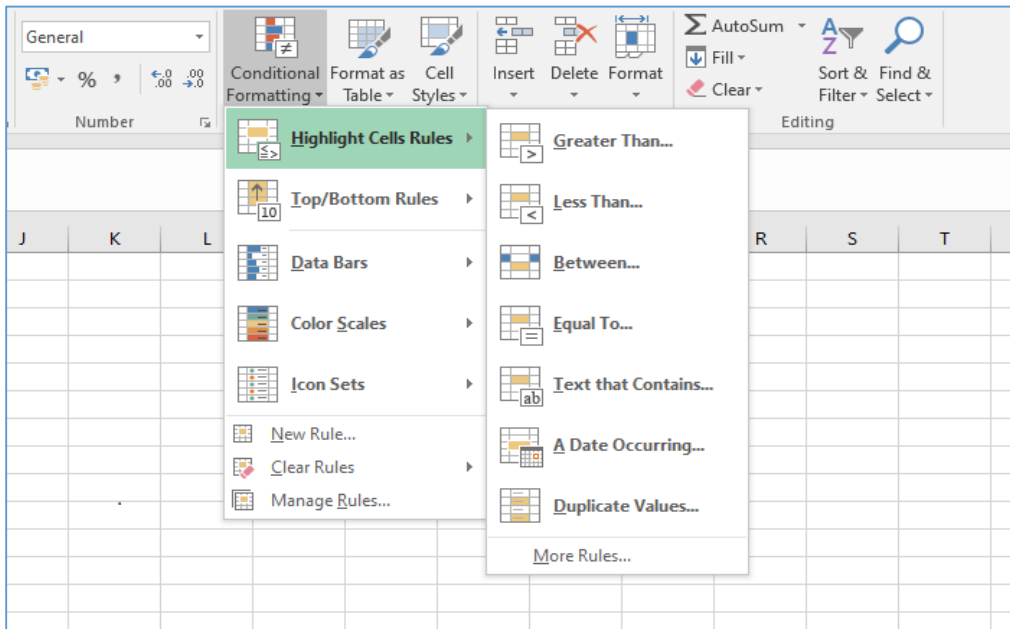 General
Conditional
Formatting
Format as
Table
Cell
Styles
Insert
Delete
Format
AutoSum
Fill
Clear
Sort &
Filter
Find &
Select
%
,
←.0
.00
.00
→.0
Number
Editing
Highlight Cells Rules
Top/Bottom Rules
10
Data Bars
Color Scales
Icon Sets
New Rule...
Clear Rules
Manage Rules...
Greater Than...
Less Than...
Between...
Equal To...
Text that Contains...
ab
A Date Occurring...
Duplicate Values...
More Rules...
J K L R S T